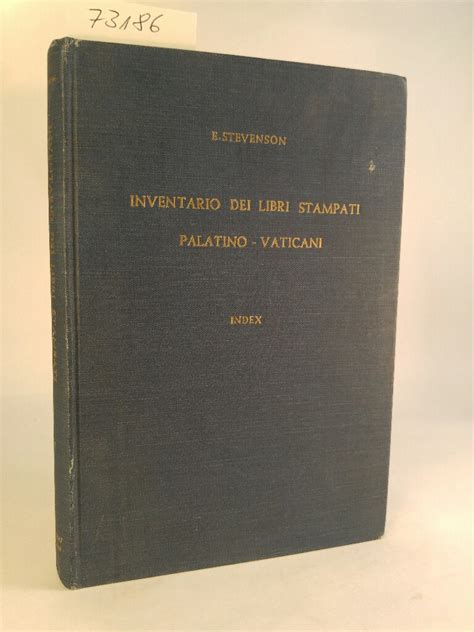 73186
E. STEVENSON
INVENTARIO DEI LIBRI STAMPATI
PALATINO - VATICANI
INDEX